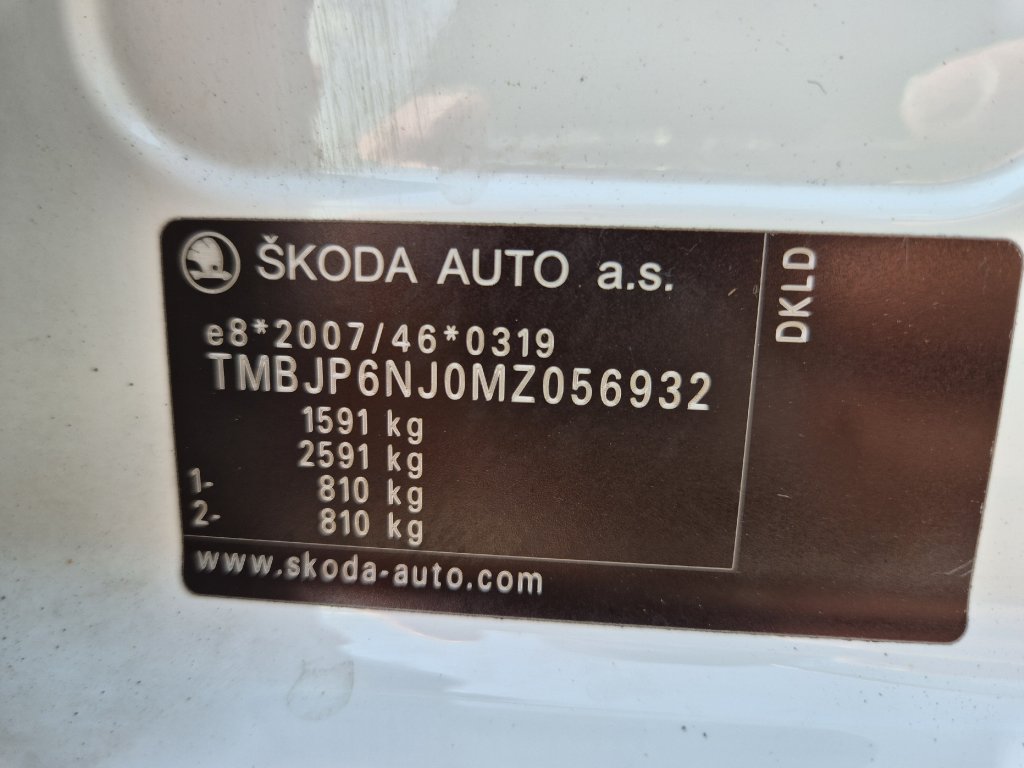 ŠKODA AUTO a.s.
e8*2007/46*0319
TMBJP6NJ0MZ056932
1591 kg
2591 kg
1- 810 kg
2- 810 kg
www.skoda-auto.com
DKLD